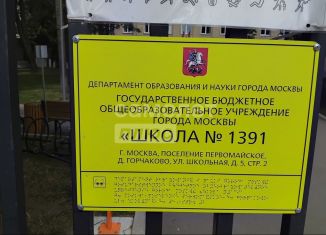 ДЕПАРТАМЕНТ ОБРАЗОВАНИЯ И НАУКИ ГОРОДА МОСКВЫ
ГОСУДАРСТВЕННОЕ БЮДЖЕТНОЕ
ОБЩЕОБРАЗОВАТЕЛЬНОЕ УЧРЕЖДЕНИЕ
ГОРОДА МОСКВЫ
«ШКОЛА № 1391
Г. МОСКВА, ПОСЕЛЕНИЕ ПЕРВОМАЙСКОЕ,
Д. ГОРЧАКОВО, УЛ. ШКОЛЬНАЯ, Д. 5, СТР. 2